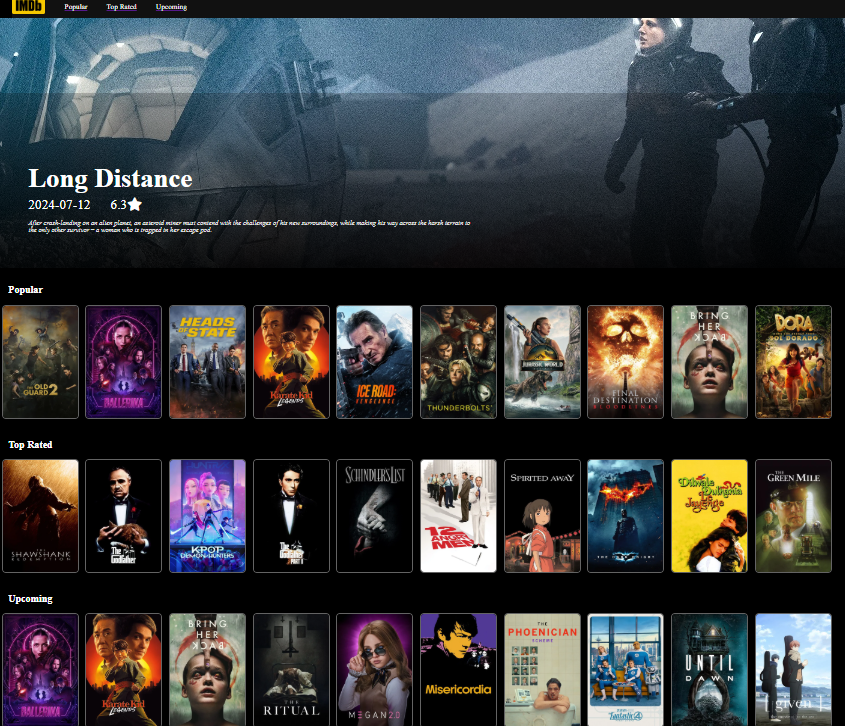 IMDb
Popular
Top Rated
Upcoming
Long Distance
2024-07-12 6.3
After crash-landing on an alien planet, an asteroid miner must contend with the challenges of his new surroundings, while making his way across the harsh terrain to
the only other survivor – a woman who is trapped in her escape pod.
Popular
THE OLD
GUARD 2
BALLERINA
HEADS
OF STATE
Karate Kid
LEGENDS
ICE ROAD:
VENGEANCE
THUNDERBOLTS*
JURASSIC WORLD
FINAL
DESTINATION
BLOODLINES
BRING
HER
BACK
DORA
SOL DORADO
Top Rated
SHAWSHANK
REDEMPTION
The
Godfather
KPOP
DEMON HUNTERS
The
Godfather
PART II
SCHINDLER'S LIST
12
ANGRY
MEN
SPIRITED AWAY
THE DARK KNIGHT
Dilwale
Dulhania
Le
Jayenge
THE
GREEN MILE
Upcoming
BALLERINA
Karate Kid
LEGENDS
BRING
HER
BACK
THE
RITUAL
M3GAN 2.0
Misericordia
THE
PHOENICIAN
SCHEME
Fantastic 4
UNTIL
DAWN
given